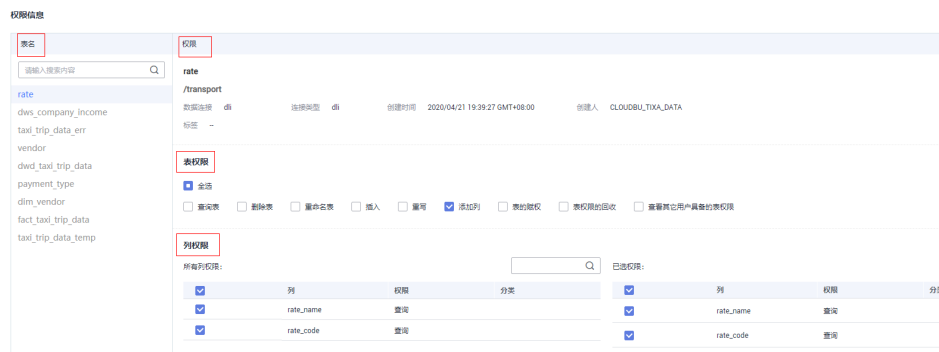 权限信息
表名
请输入搜索内容
rate
dws_company_income
taxi_trip_data_err
vendor
dwd_taxi_trip_data
payment_type
dim_vendor
fact_taxi_trip_data
taxi_trip_data_temp
权限
rate
/transport
数据连接 dli 连接类型 dli 创建时间 2020/04/21 19:39:27 GMT+08:00 创建人 CLOUDBU_TIXA_DATA
标签 --
表权限
全选
查询表 删除表 重命名表 插入 重写 添加列 表的赋权 表权限的回收 查看其它用户具备的表权限
列权限
所有列权限：
列 权限 分类
rate_name 查询
rate_code 查询
已选权限：
列 权限
rate_name 查询
rate_code 查询